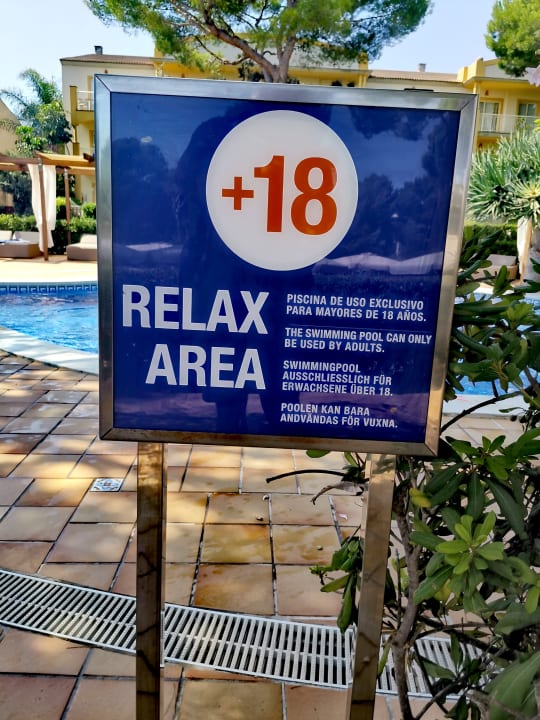 +18
RELAX
AREA
PISCINA DE USO EXCLUSIVO
PARA MAYORES DE 18 AÑOS.
THE SWIMMING POOL CAN ONLY
BE USED BY ADULTS.
SWIMMINGPOOL
AUSSCHLIESSLICH FÜR
ERWACHSENE ÜBER 18.
POOLEN KAN BARA
ANDVÄNDAS FÖR VUXNA.